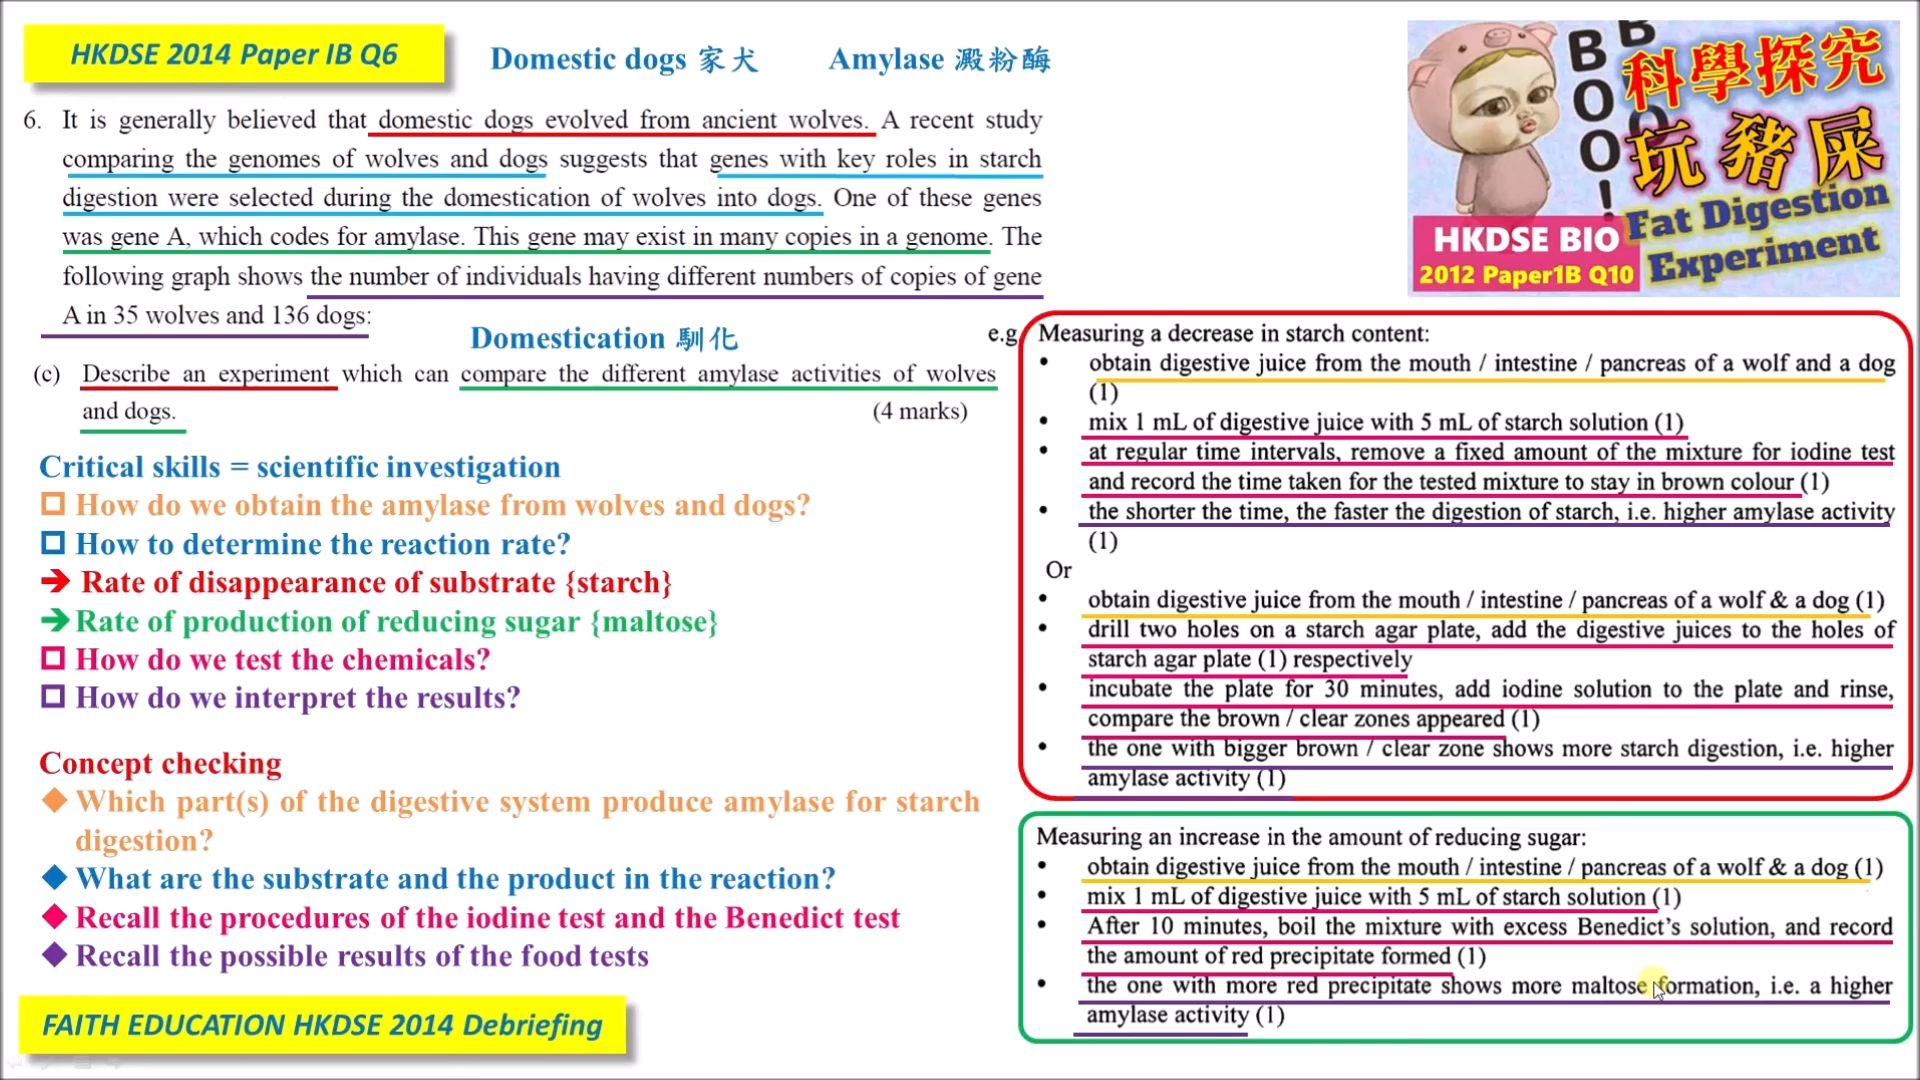 HKDSE 2014 Paper IB Q6
Domestic dogs 家犬
Amylase 澱粉酶
6. It is generally believed that domestic dogs evolved from ancient wolves. A recent study
comparing the genomes of wolves and dogs suggests that genes with key roles in starch
digestion were selected during the domestication of wolves into dogs. One of these genes
was gene A, which codes for amylase. This gene may exist in many copies in a genome. The
following graph shows the number of individuals having different numbers of copies of gene
A in 35 wolves and 136 dogs:
Domestication 馴化
(c) Describe an experiment which can compare the different amylase activities of wolves
and dogs. (4 marks)
Critical skills = scientific investigation
How do we obtain the amylase from wolves and dogs?
How to determine the reaction rate?
➔ Rate of disappearance of substrate {starch}
➔ Rate of production of reducing sugar {maltose}
How do we test the chemicals?
How do we interpret the results?
Concept checking
◆ Which part(s) of the digestive system produce amylase for starch
digestion?
◆ What are the substrate and the product in the reaction?
◆ Recall the procedures of the iodine test and the Benedict test
◆ Recall the possible results of the food tests
FAITH EDUCATION HKDSE 2014 Debriefing
BOO!
BOO
科學探究
玩豬屎
Fat Digestion
Experiment
HKDSE BIO
2012 Paper1B Q10
e.g. Measuring a decrease in starch content:
• obtain digestive juice from the mouth / intestine / pancreas of a wolf and a dog
(1)
• mix 1 mL of digestive juice with 5 mL of starch solution (1)
• at regular time intervals, remove a fixed amount of the mixture for iodine test
and record the time taken for the tested mixture to stay in brown colour (1)
• the shorter the time, the faster the digestion of starch, i.e. higher amylase activity
(1)
Or
• obtain digestive juice from the mouth / intestine / pancreas of a wolf & a dog (1)
• drill two holes on a starch agar plate, add the digestive juices to the holes of
starch agar plate (1) respectively
• incubate the plate for 30 minutes, add iodine solution to the plate and rinse,
compare the brown / clear zones appeared (1)
• the one with bigger brown / clear zone shows more starch digestion, i.e. higher
amylase activity (1)
Measuring an increase in the amount of reducing sugar:
• obtain digestive juice from the mouth / intestine / pancreas of a wolf & a dog (1)
• mix 1 mL of digestive juice with 5 mL of starch solution (1)
• After 10 minutes, boil the mixture with excess Benedict's solution, and record
the amount of red precipitate formed (1)
• the one with more red precipitate shows more maltose formation, i.e. a higher
amylase activity (1)